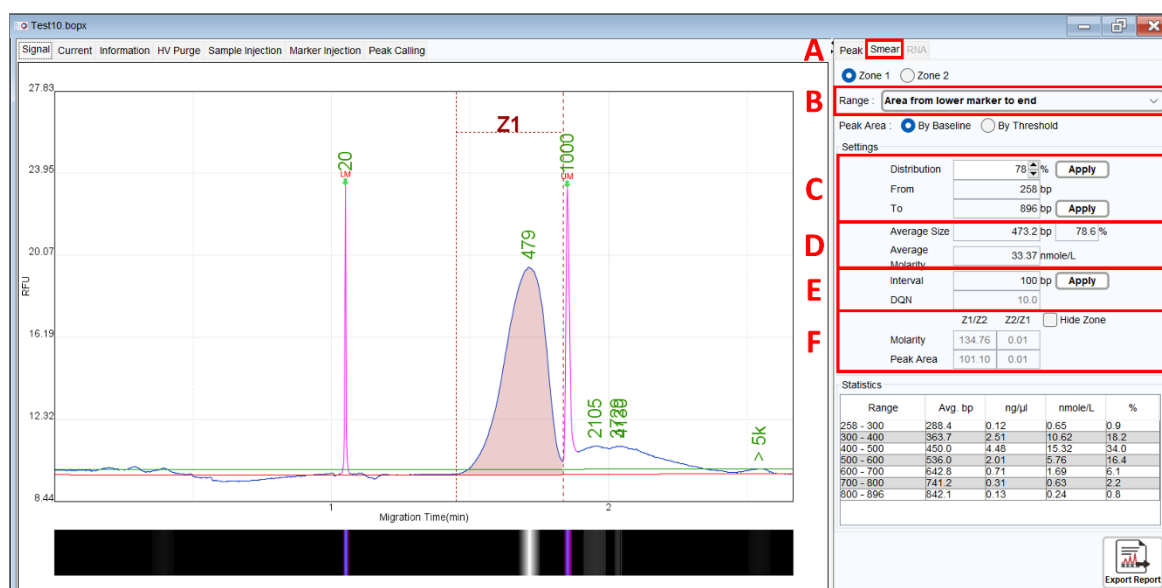 Test10.bopx
Signal Current Information HV Purge Sample Injection Marker Injection Peak Calling
A Peak Smear RNA
Zone 1 Zone 2
B Range : Area from lower marker to end
Peak Area : By Baseline By Threshold
Settings
C
Distribution 78 % Apply
From 258 bp
To 896 bp Apply
D
Average Size 473.2 bp 78.6 %
Average Molarity 33.37 nmole/L
E
Interval 100 bp Apply
DQN 10.0
F
Z1/Z2 Z2/Z1 Hide Zone
Molarity 134.76 0.01
Peak Area 101.10 0.01
Statistics
Range Avg. bp ng/µl nmole/L %
258 - 300 288.4 0.12 0.65 0.9
300 - 400 363.7 2.51 10.62 18.2
400 - 500 450.0 4.48 15.32 34.0
500 - 600 536.0 2.01 5.76 16.4
600 - 700 642.8 0.71 1.69 6.1
700 - 800 741.2 0.31 0.63 2.2
800 - 896 842.1 0.13 0.24 0.8
Export Report
27.83
23.95
20.07
16.19
12.32
8.44
RFU
Z1
20
LM
479
1000
UM
2105
> 5k
1
2
Migration Time(min)